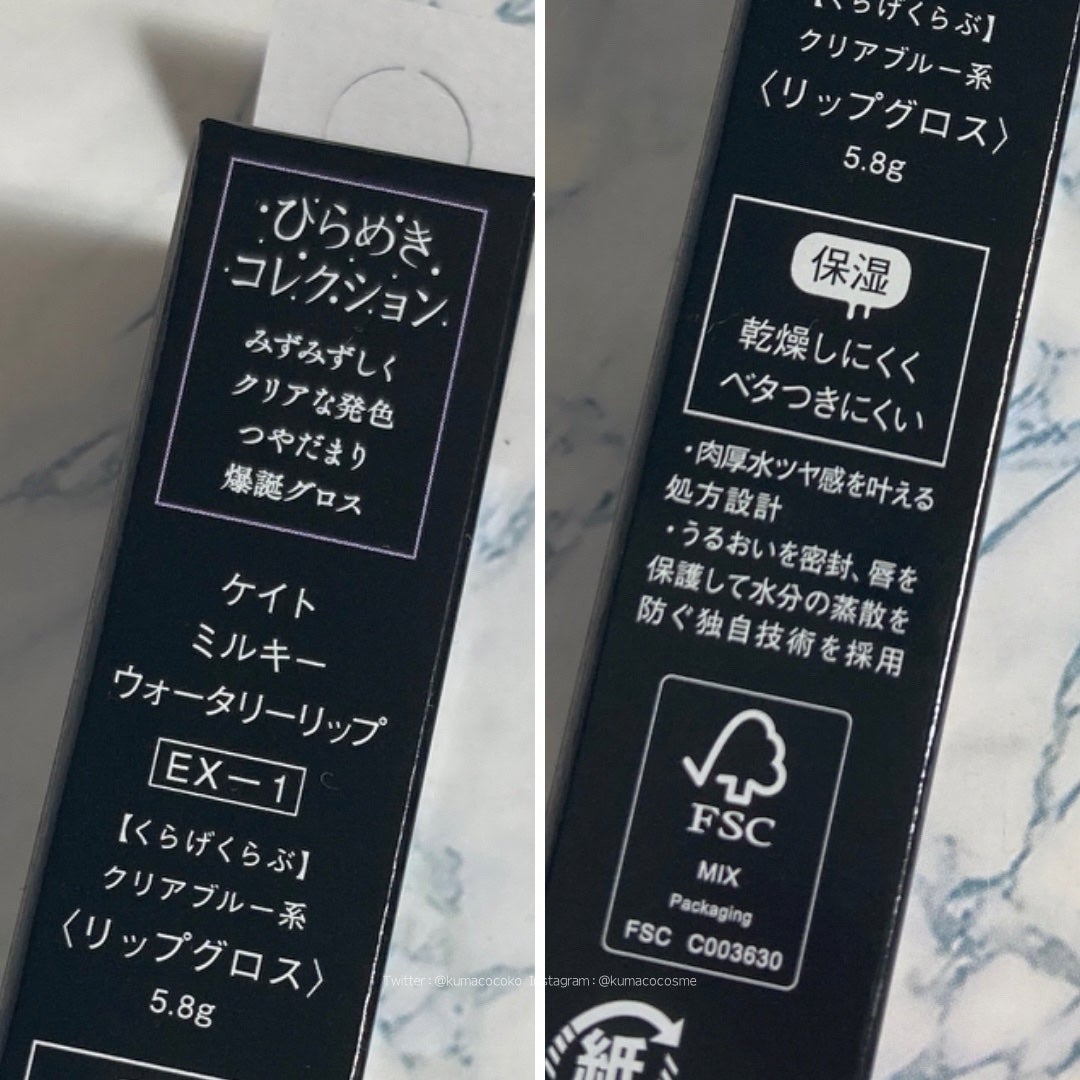 ひらめき
コレクション
みずみずしく
クリアな発色
つやだまり
爆誕グロス
ケイト
ミルキー
ウォータリーリップ
EX－1
【くらげくらぶ】
クリアブルー系
〈リップグロス〉
5.8g
【くらげくらぶ】
クリアブルー系
〈リップグロス〉
5.8g
保湿
乾燥しにくく
ベタつきにくい
・肉厚水ツヤ感を叶える
処方設計
・うるおいを密封、唇を
保護して水分の蒸散を
防ぐ独自技術を採用
FSC
MIX
Packaging
FSC C003630
紙
Twitter : @kumacocoko Instagram : @kumacocosme